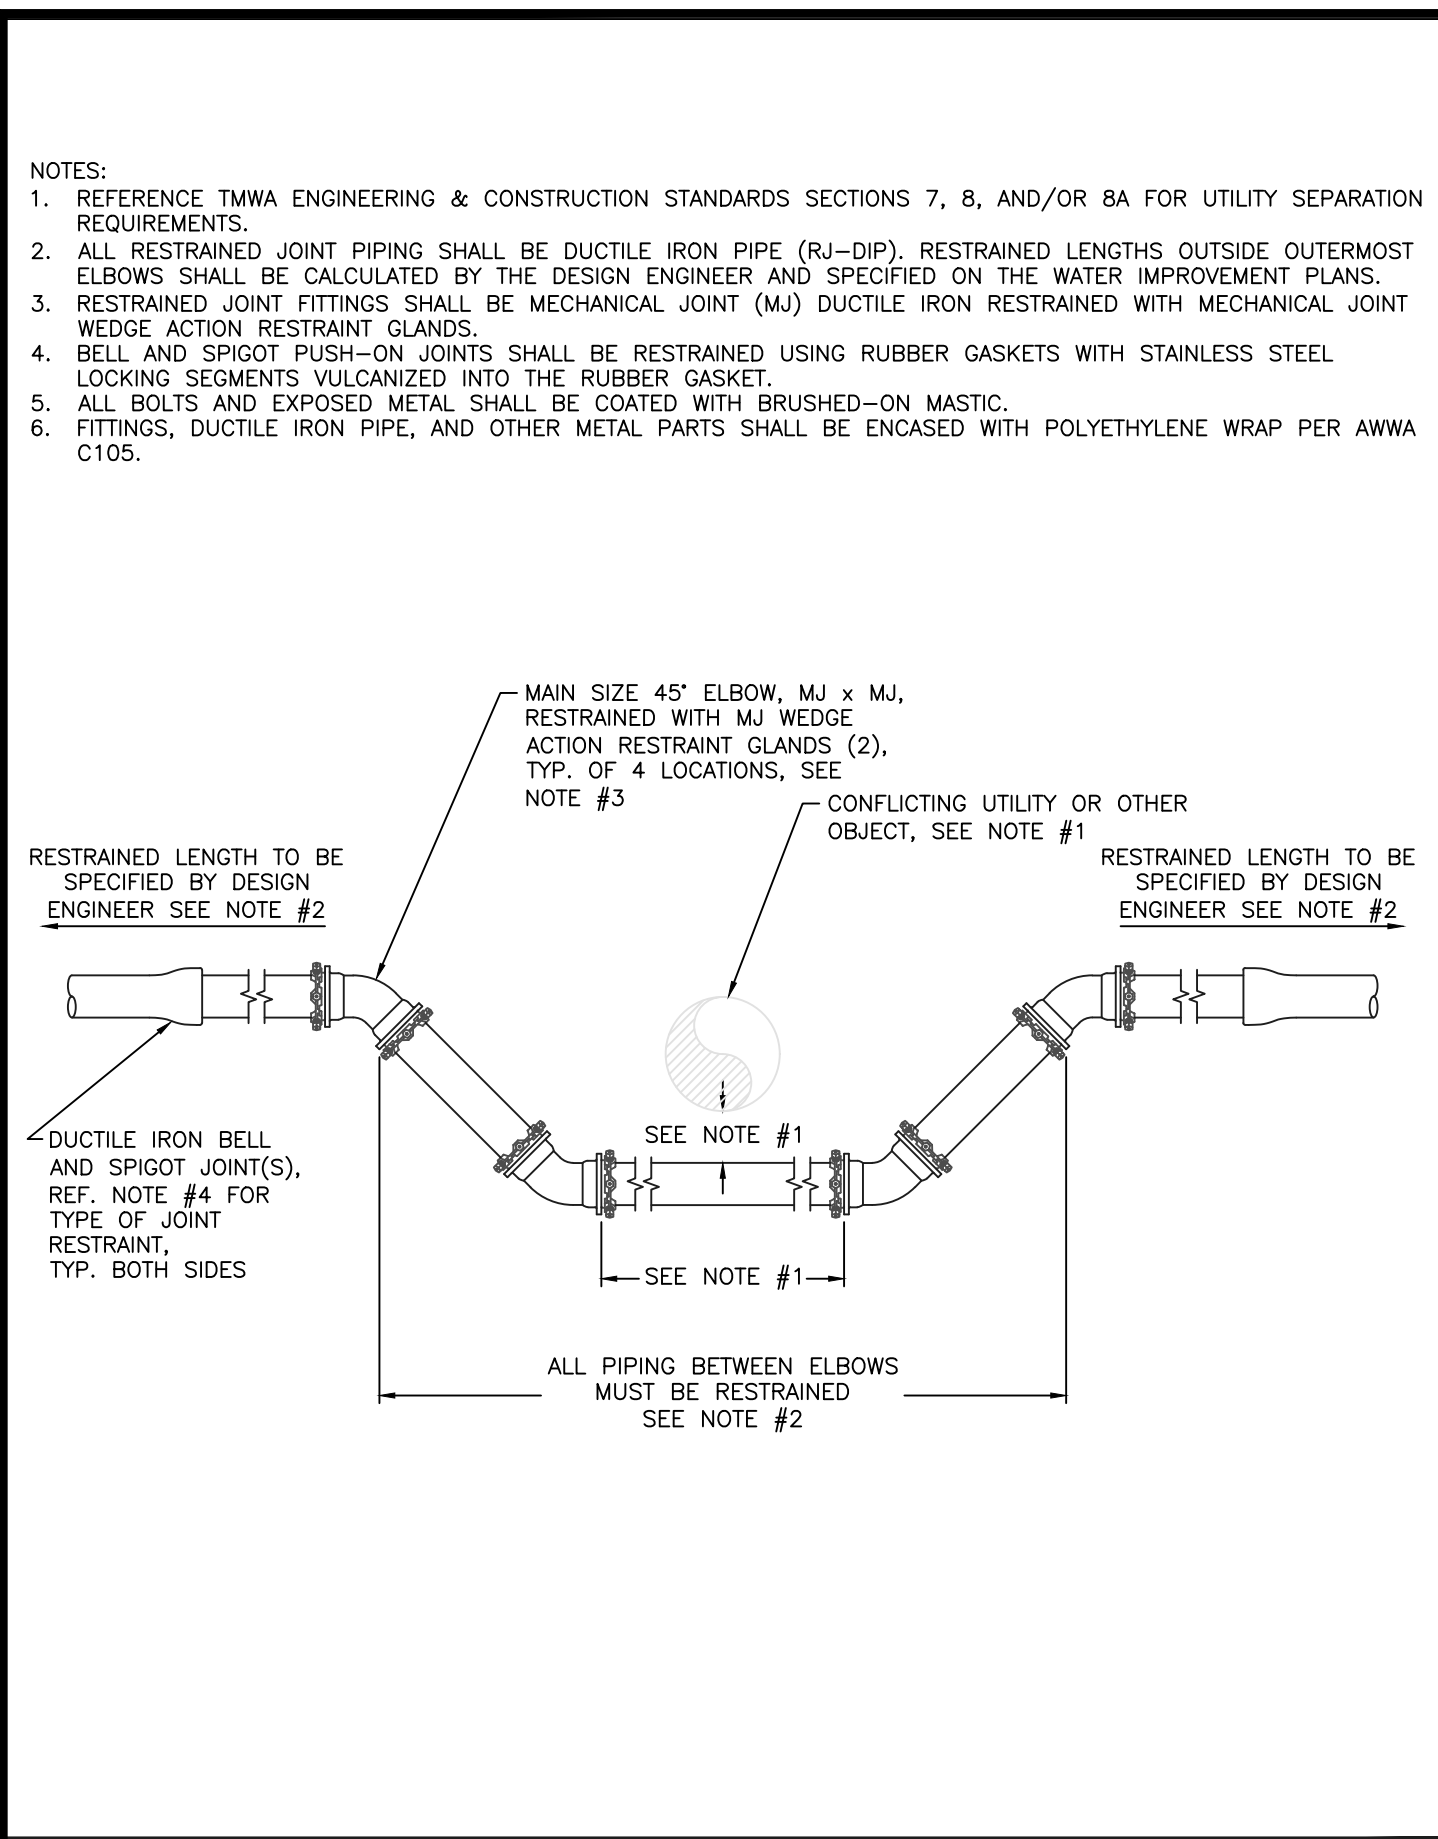 NOTES:
1. REFERENCE TMWA ENGINEERING & CONSTRUCTION STANDARDS SECTIONS 7, 8, AND/OR 8A FOR UTILITY SEPARATION
REQUIREMENTS.
2. ALL RESTRAINED JOINT PIPING SHALL BE DUCTILE IRON PIPE (RJ-DIP). RESTRAINED LENGTHS OUTSIDE OUTERMOST
ELBOWS SHALL BE CALCULATED BY THE DESIGN ENGINEER AND SPECIFIED ON THE WATER IMPROVEMENT PLANS.
3. RESTRAINED JOINT FITTINGS SHALL BE MECHANICAL JOINT (MJ) DUCTILE IRON RESTRAINED WITH MECHANICAL JOINT
WEDGE ACTION RESTRAINT GLANDS.
4. BELL AND SPIGOT PUSH-ON JOINTS SHALL BE RESTRAINED USING RUBBER GASKETS WITH STAINLESS STEEL
LOCKING SEGMENTS VULCANIZED INTO THE RUBBER GASKET.
5. ALL BOLTS AND EXPOSED METAL SHALL BE COATED WITH BRUSHED-ON MASTIC.
6. FITTINGS, DUCTILE IRON PIPE, AND OTHER METAL PARTS SHALL BE ENCASED WITH POLYETHYLENE WRAP PER AWWA
C105.
MAIN SIZE 45° ELBOW, MJ x MJ,
RESTRAINED WITH MJ WEDGE
ACTION RESTRAINT GLANDS (2),
TYP. OF 4 LOCATIONS, SEE
NOTE #3
CONFLICTING UTILITY OR OTHER
OBJECT, SEE NOTE #1
RESTRAINED LENGTH TO BE
SPECIFIED BY DESIGN
ENGINEER SEE NOTE #2
RESTRAINED LENGTH TO BE
SPECIFIED BY DESIGN
ENGINEER SEE NOTE #2
DUCTILE IRON BELL
AND SPIGOT JOINT(S),
REF. NOTE #4 FOR
TYPE OF JOINT
RESTRAINT,
TYP. BOTH SIDES
SEE NOTE #1
SEE NOTE #1
ALL PIPING BETWEEN ELBOWS
MUST BE RESTRAINED
SEE NOTE #2